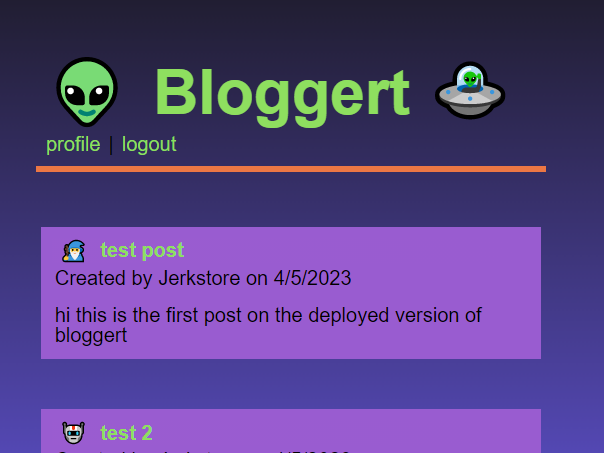 Bloggert
profile | logout
test post
Created by Jerkstore on 4/5/2023
hi this is the first post on the deployed version of
bloggert
test 2